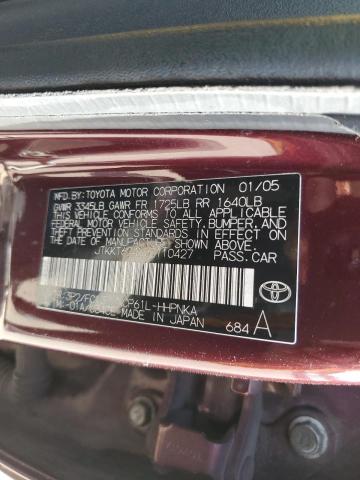 MFD.BY:TOYOTA MOTOR CORPORATION 01/05
GVWR 3345LB GAWR FR 1725LB RR 1640LB
THIS VEHICLE CONFORMS TO ALL APPLICABLE
FEDERAL MOTOR VEHICLE SAFETY, BUMPER, AND
THEFT PREVENTION STANDARDS IN EFFECT ON
THE DATE OF MANUFACTURE SHOWN ABOVE.
PASS.CAR
61L-HHPNKA
MADE IN JAPAN
684 A